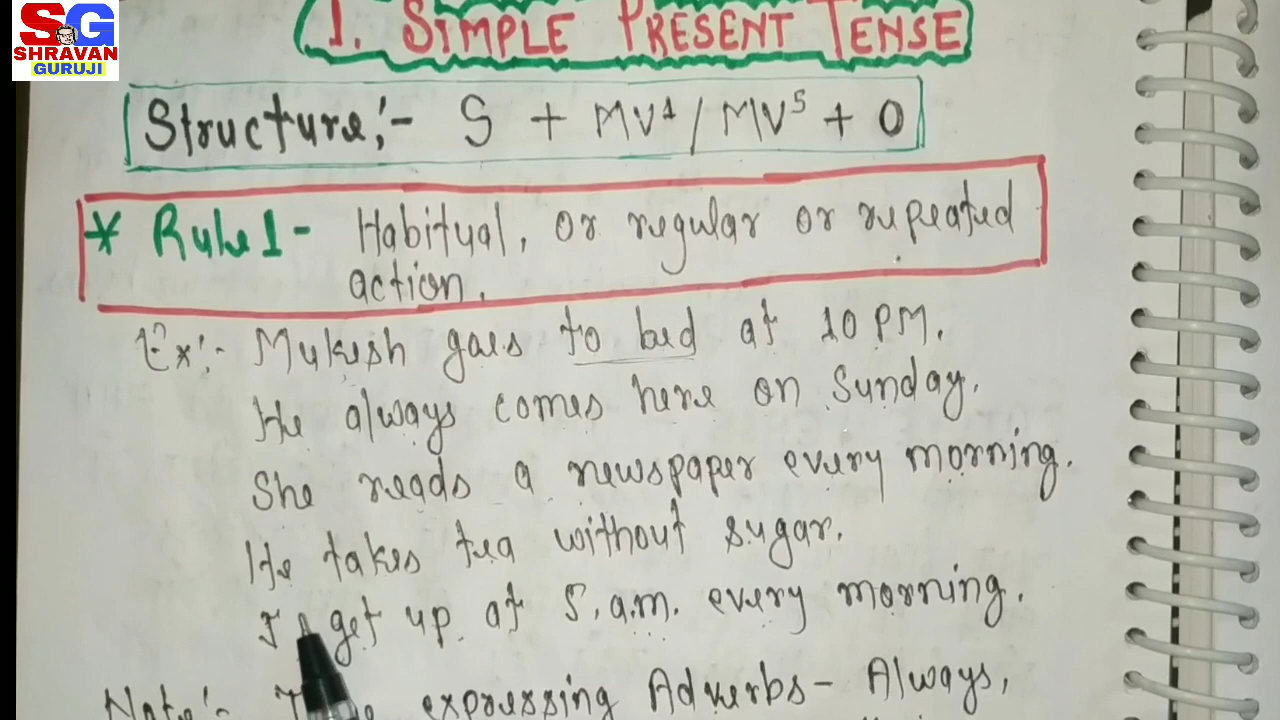 SG
SHRAVAN
GURUJI
1. SIMPLE PRESENT TENSE
Structure:- S + MV1 / MV5 + O
* Rule 1 - Habitual, or regular or repeated
action.
Ex:- Mukesh goes to bed at 10 PM.
He always comes here on Sunday.
She reads a newspaper every morning.
He takes tea without sugar.
I get up at 5 a.m. every morning.
Note:- expressing Adverbs - Always,